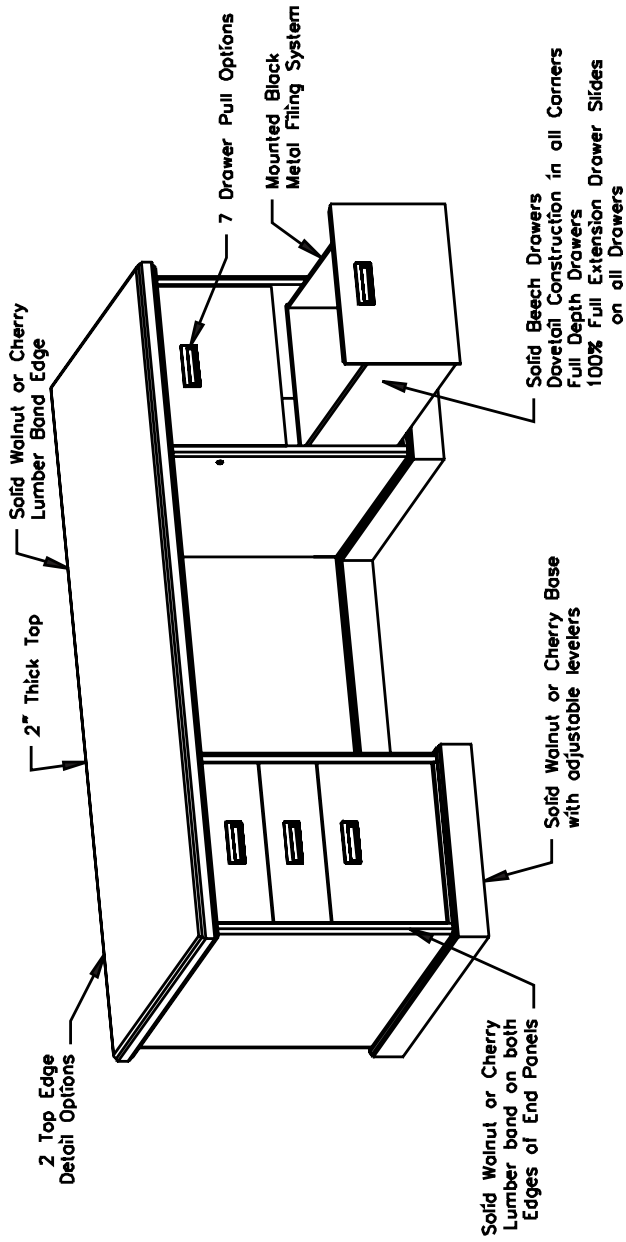 2 Top Edge
Detail Options
2" Thick Top
Solid Walnut or Cherry
Lumber Band Edge
7 Drawer Pull Options
Mounted Black
Metal Filing System
Solid Walnut or Cherry
Lumber band on both
Edges of End Panels
Solid Walnut or Cherry Base
with adjustable levelers
Solid Beech Drawers
Dovetail Construction in all Corners
Full Depth Drawers
100% Full Extension Drawer Slides
on all Drawers